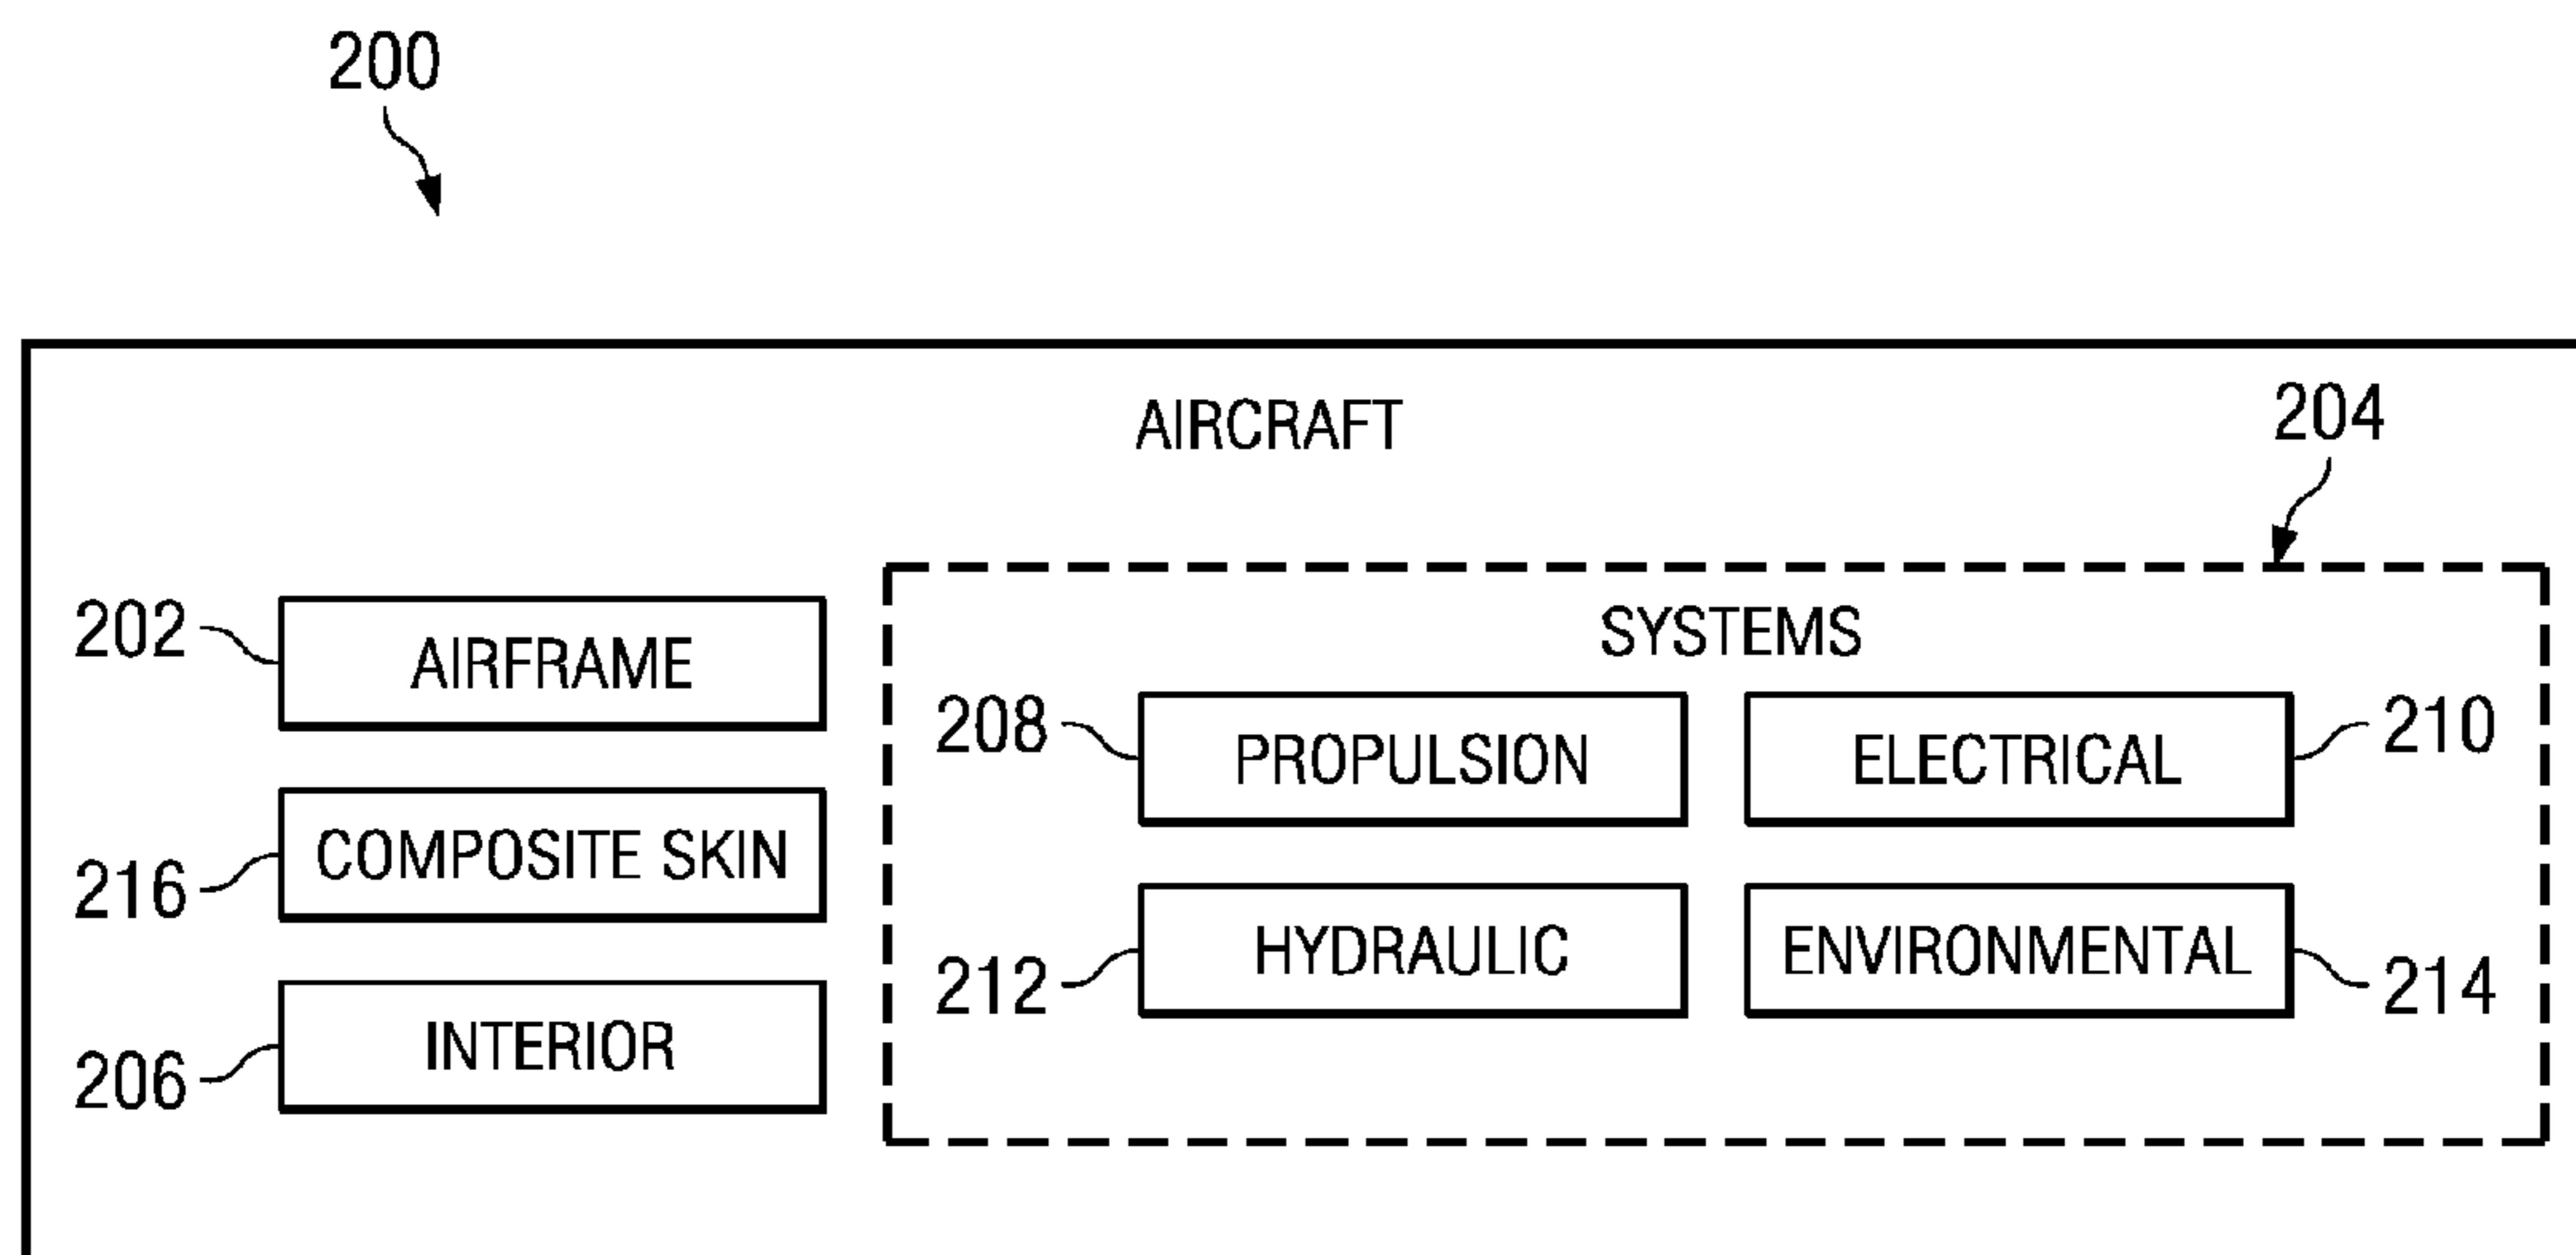 200
AIRCRAFT
204
202
AIRFRAME
216
COMPOSITE SKIN
206
INTERIOR
SYSTEMS
208
PROPULSION
ELECTRICAL
210
212
HYDRAULIC
ENVIRONMENTAL
214